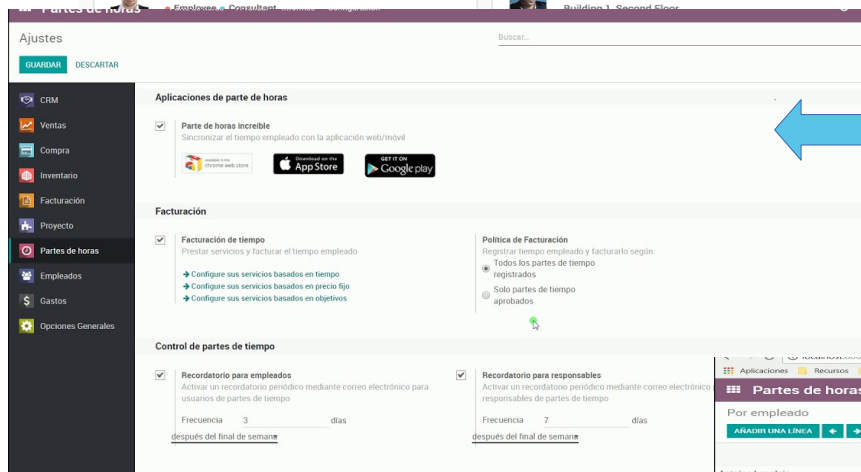 Partes de horas
Employee
Consultant
Building 1, Second Floor
Ajustes
Buscar...
GUARDAR DESCARTAR
CRM
Ventas
Compra
Inventario
Facturación
Proyecto
Partes de horas
Empleados
Gastos
Opciones Generales
Aplicaciones de parte de horas
Parte de horas increíble
Sincronizar el tiempo empleado con la aplicación web/móvil
available in the
chrome web store
Download on the
App Store
GET IT ON
Google play
Facturación
Facturación de tiempo
Prestar servicios y facturar el tiempo empleado
Configure sus servicios basados en tiempo
Configure sus servicios basados en precio fijo
Configure sus servicios basados en objetivos
Política de Facturación
Registrar tiempo empleado y facturarlo según:
Todos los partes de tiempo
registrados
Solo partes de tiempo
aprobados
Control de partes de tiempo
Recordatorio para empleados
Activar un recordatorio periódico mediante correo electrónico para
usuarios de partes de tiempo
Frecuencia 3 días
después del final de semana
Recordatorio para responsables
Activar un recordatorio periódico mediante correo electrónico
responsables de partes de tiempo
Frecuencia 7 días
después del final de semana
Aplicaciones Recursos
Partes de horas
Por empleado
AÑADIR UNA LÍNEA